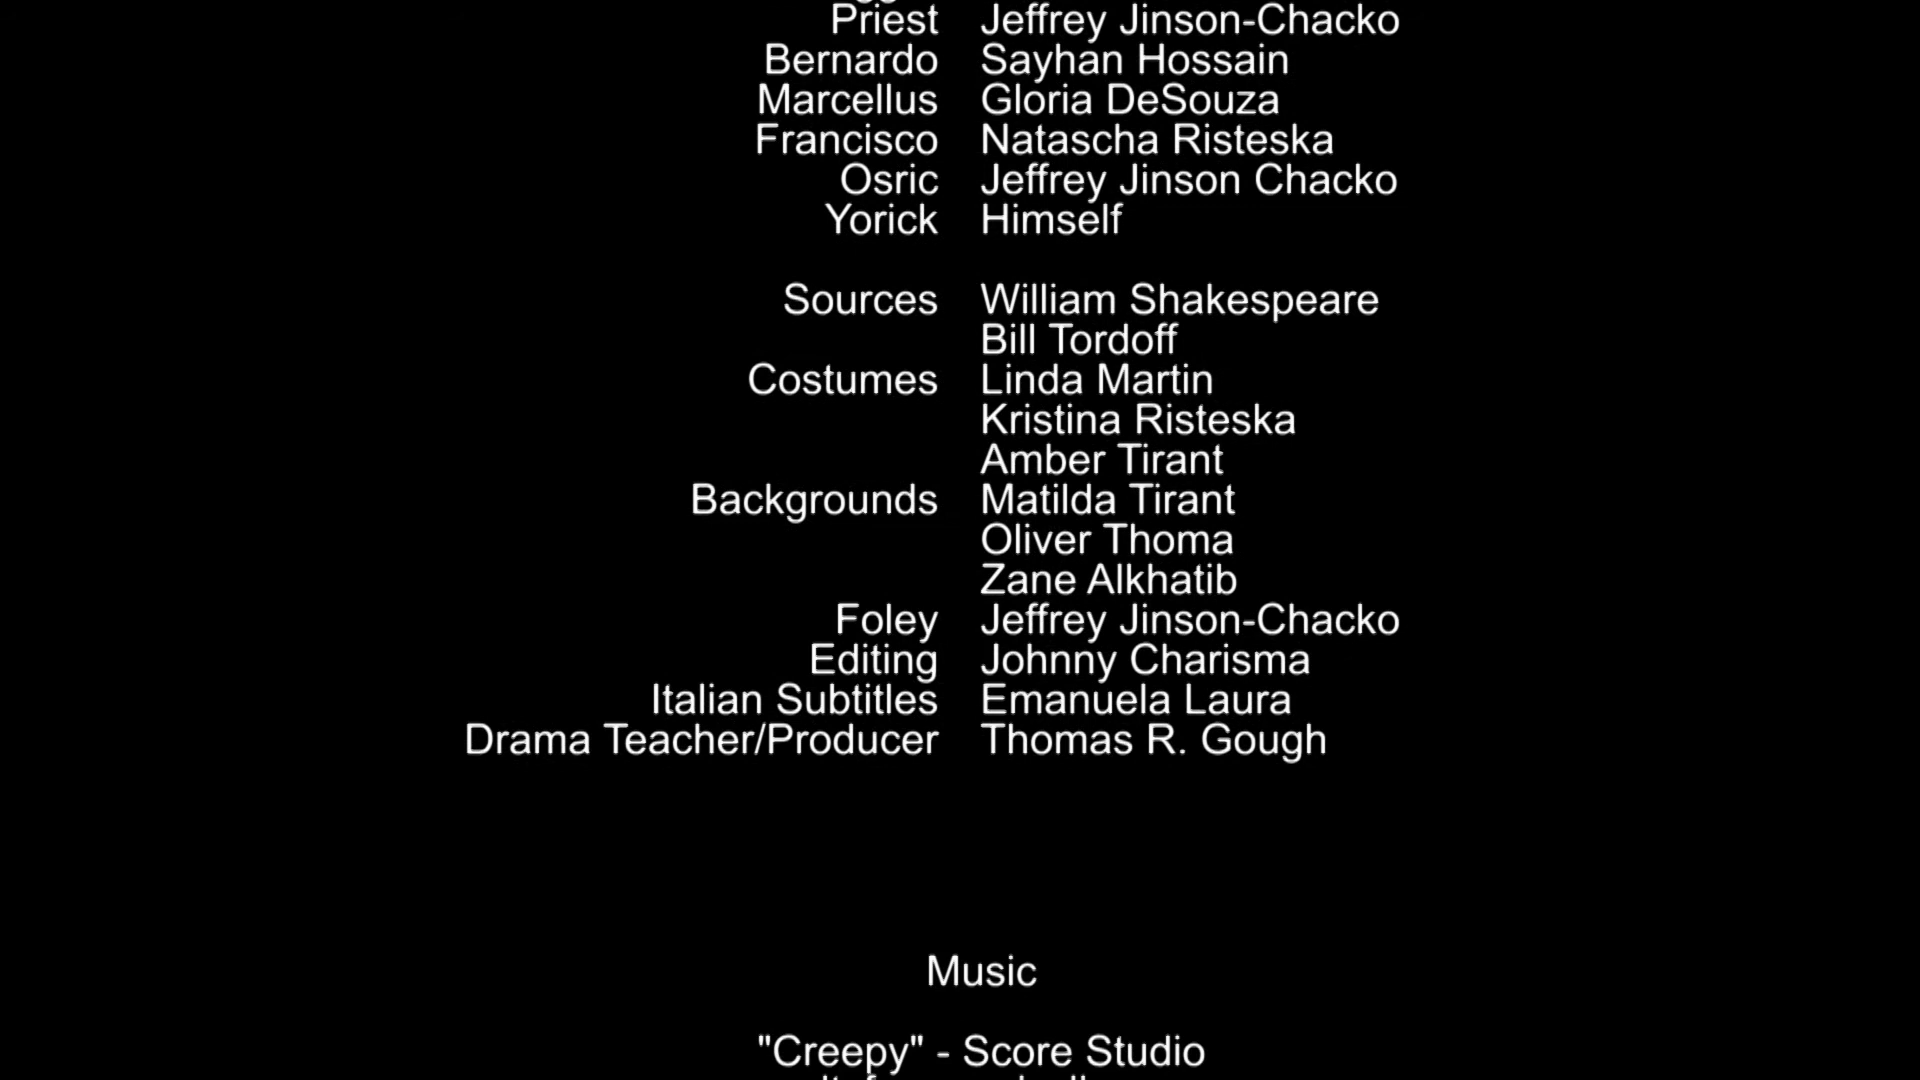 Priest Jeffrey Jinson-Chacko
Bernardo Sayhan Hossain
Marcellus Gloria DeSouza
Francisco Natascha Risteska
Osric Jeffrey Jinson Chacko
Yorick Himself
Sources William Shakespeare
Bill Tordoff
Costumes Linda Martin
Kristina Risteska
Amber Tirant
Backgrounds Matilda Tirant
Oliver Thoma
Zane Alkhatib
Foley Jeffrey Jinson-Chacko
Editing Johnny Charisma
Italian Subtitles Emanuela Laura
Drama Teacher/Producer Thomas R. Gough
Music
"Creepy" - Score Studio